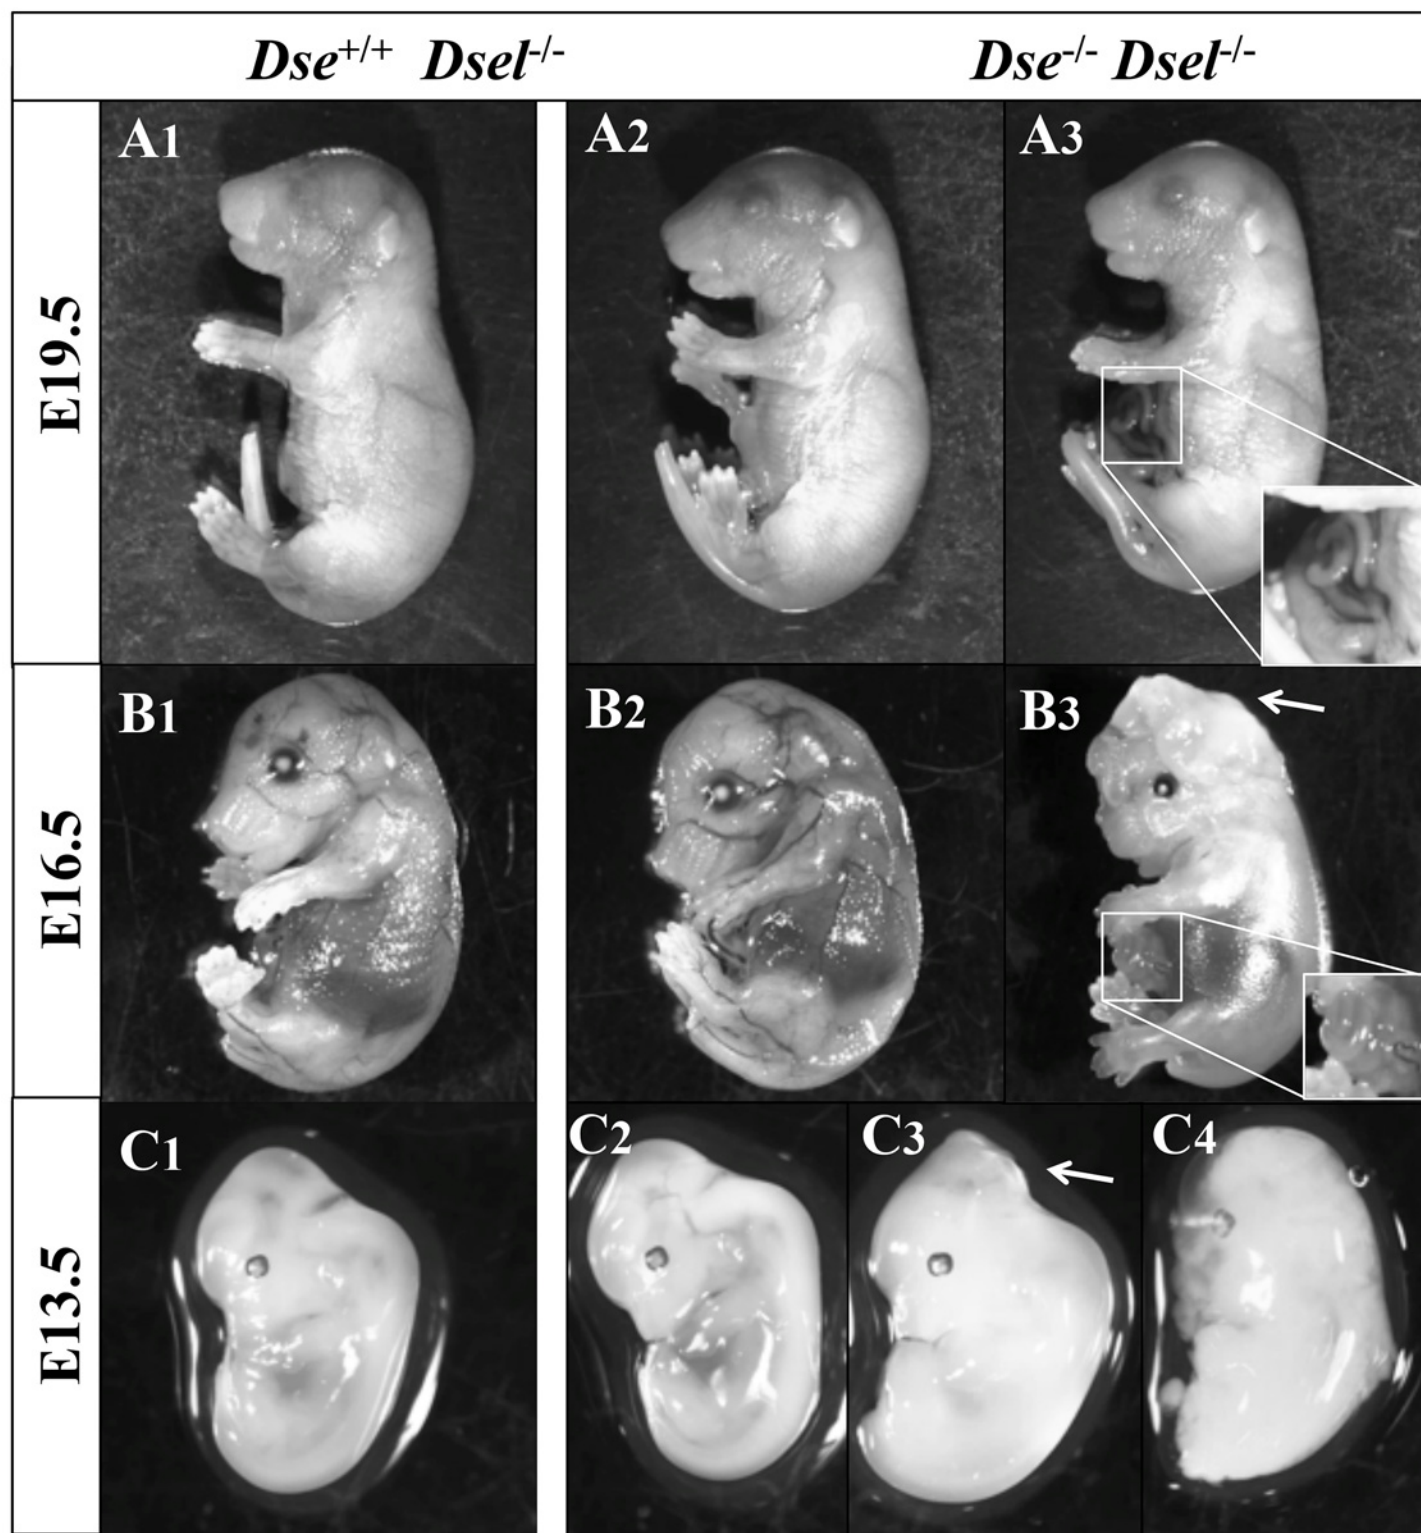 Dse+/+ Dsel-/-
Dse-/- Dsel-/-
E19.5
A1
A2
A3
E16.5
B1
B2
B3
E13.5
C1
C2
C3
C4